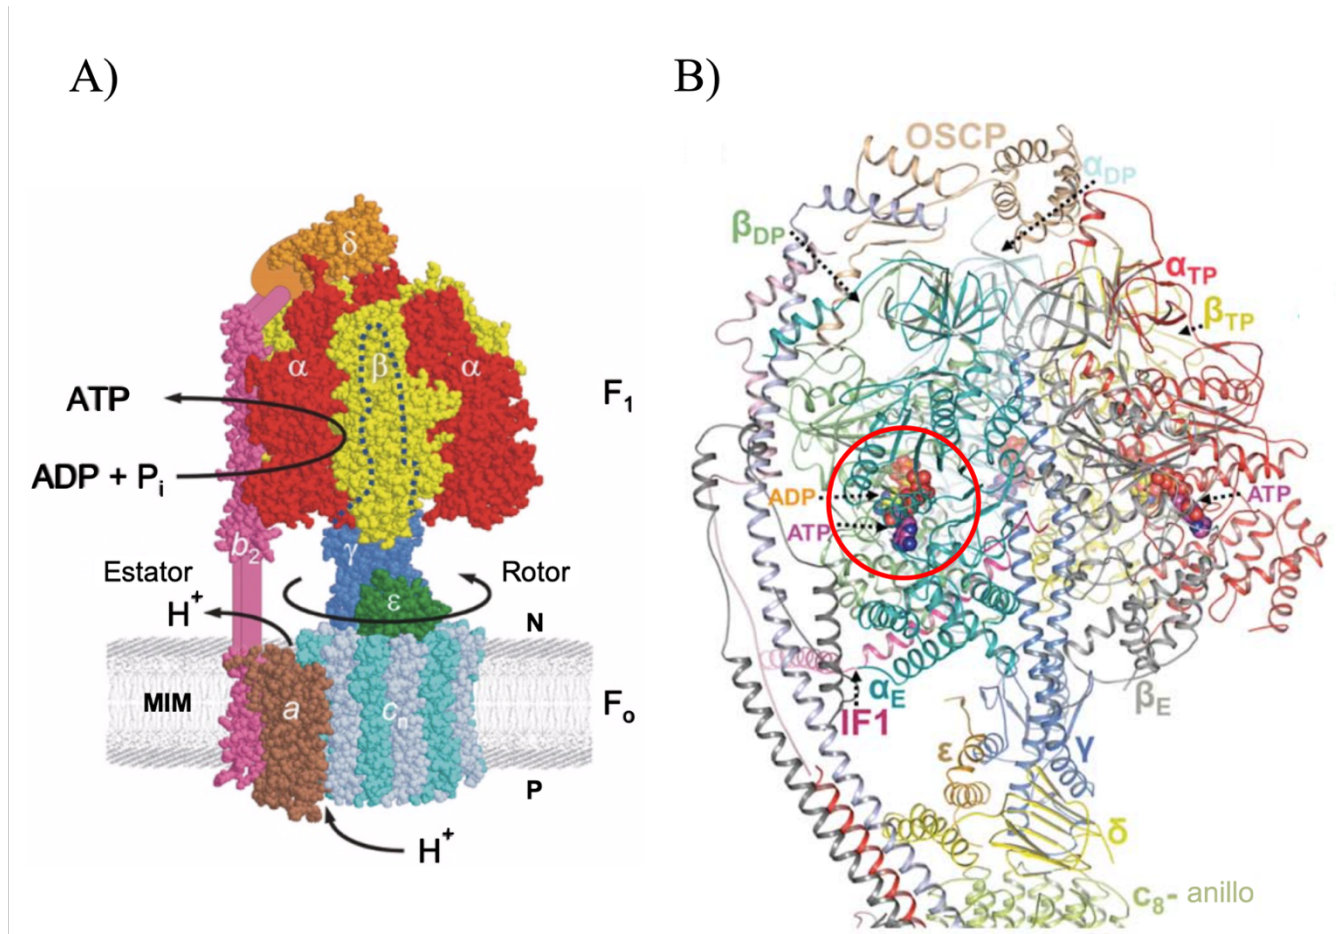 A)
B)
OSCP
αDP
βDP
δ
αTP
βTP
α
β
α
F₁
ATP
ADP + Pᵢ
ADP
ATP
ATP
b₂
γ
Estator
Rotor
H⁺
ε
N
MIM
a
cₙ
Fₒ
P
H⁺
αE
IF1
βE
ε
γ
δ
c₈- anillo